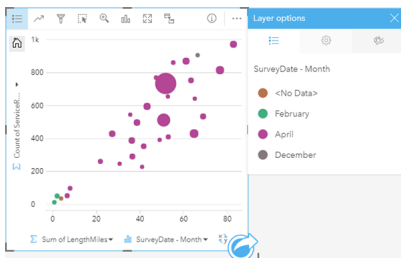 Layer options
1k
800
600
400
200
0
Count of ServiceR...
0
20
40
60
80
Sum of LengthMiles
SurveyDate - Month
SurveyDate - Month
<No Data>
February
April
December